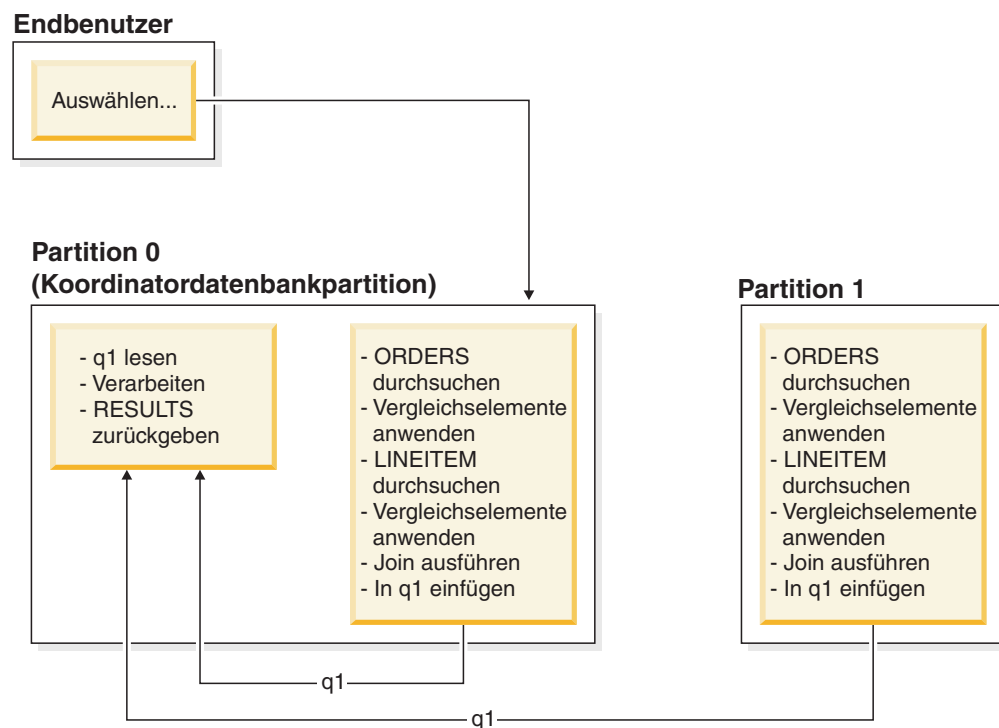 Endbenutzer
Auswählen...
Partition 0
(Koordinatordatenbankpartition)
- q1 lesen
- Verarbeiten
- RESULTS
zurückgeben
- ORDERS
durchsuchen
- Vergleichselemente
anwenden
- LINEITEM
durchsuchen
- Vergleichselemente
anwenden
- Join ausführen
- In q1 einfügen
Partition 1
- ORDERS
durchsuchen
- Vergleichselemente
anwenden
- LINEITEM
durchsuchen
- Vergleichselemente
anwenden
- Join ausführen
- In q1 einfügen
q1
q1